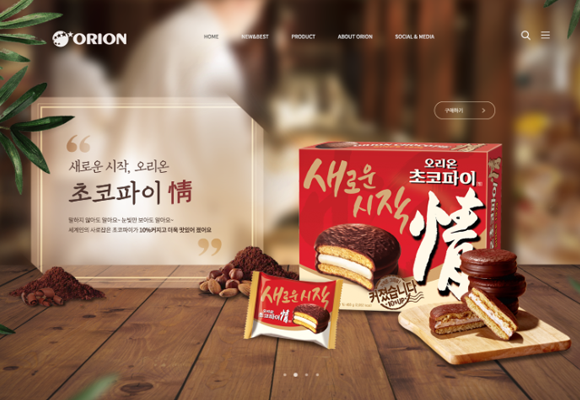 ORION
HOME NEW&BEST PRODUCT ABOUT ORION SOCIAL & MEDIA
구매하기 >
“
새로운 시작, 오리온
초코파이 情
말하지 않아도 알아요~ 눈빛만 보아도 알아요~
세계인의 사로잡은 초코파이가 10%커지고 더욱 맛있어 졌어요
”
ORION
새로운
시작
오리온
초코파이
情
커졌습니다
10%UP
새로운 시작
초코파이 情